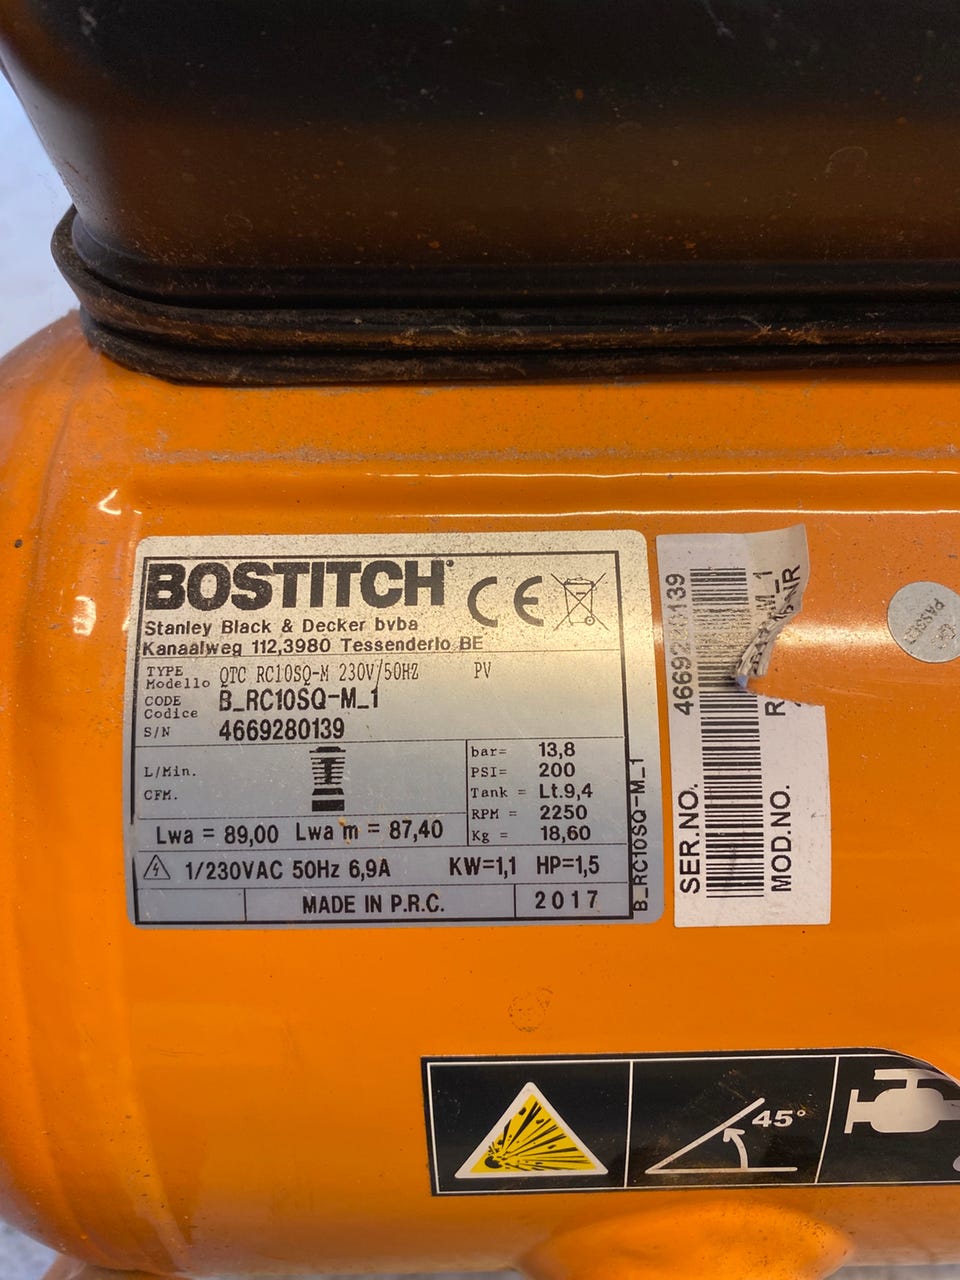 BOSTITCH
Stanley Black & Decker bvba
Kanaalweg 112,3980 Tessenderlo BE
TYPE Modello QTC RC10SQ-M 230V/50HZ PV
CODE Codice B_RC10SQ-M_1
S/N 4669280139
L/Min.
CFM.
bar= 13,8
PSI= 200
Tank = Lt.9,4
RPM = 2250
Kg = 18,60
Lwa = 89,00 Lwa m = 87,40
1/230VAC 50Hz 6,9A KW=1,1 HP=1,5
MADE IN P.R.C. 2017
B_RC10SQ-M_1
SER.NO. 4669280139
MOD.NO.
PASSED
45°